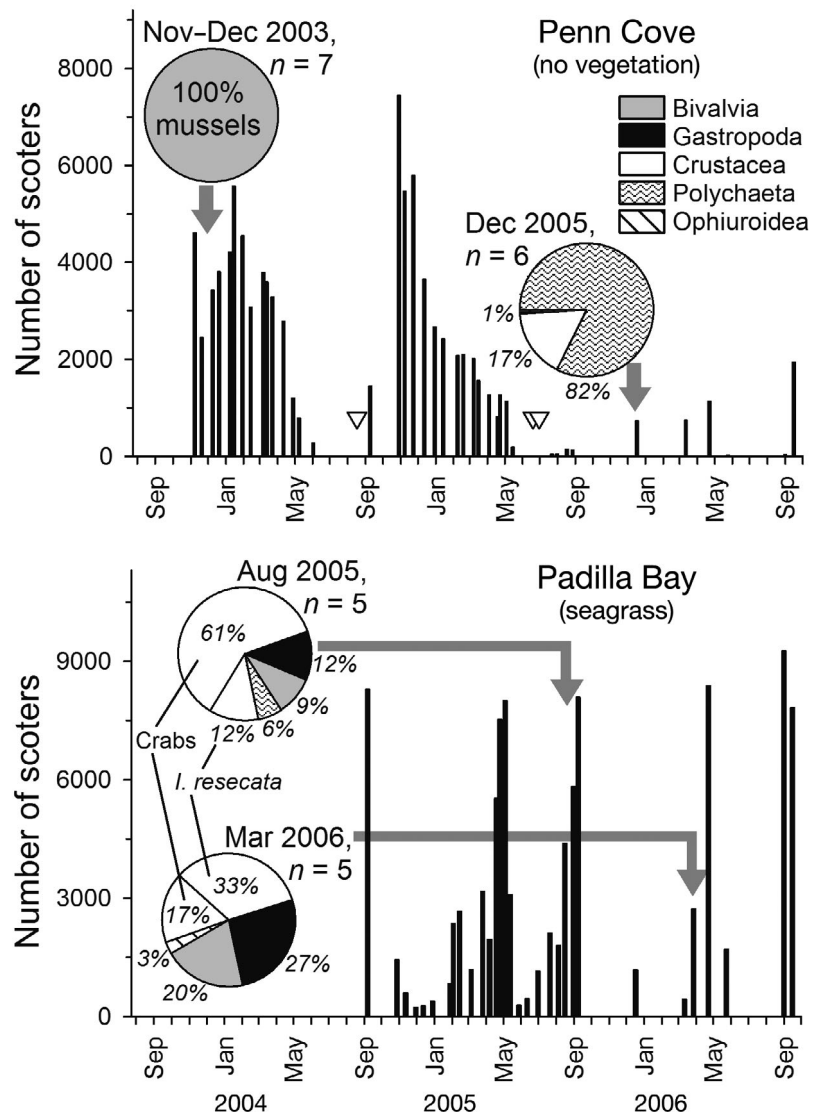 Nov–Dec 2003,
n = 7
100%
mussels
Penn Cove
(no vegetation)
Bivalvia
Gastropoda
Crustacea
Polychaeta
Ophiuroidea
Dec 2005,
n = 6
1%
17%
82%
Number of scoters
8000
6000
4000
2000
0
Sep
Jan
May
Sep
Jan
May
Sep
Jan
May
Sep
Aug 2005,
n = 5
Padilla Bay
(seagrass)
61%
12%
9%
6%
12%
Crabs
I. resecata
Mar 2006,
n = 5
33%
17%
3%
20%
27%
Number of scoters
9000
6000
3000
0
Sep
Jan
May
Sep
Jan
May
Sep
Jan
May
Sep
2004
2005
2006